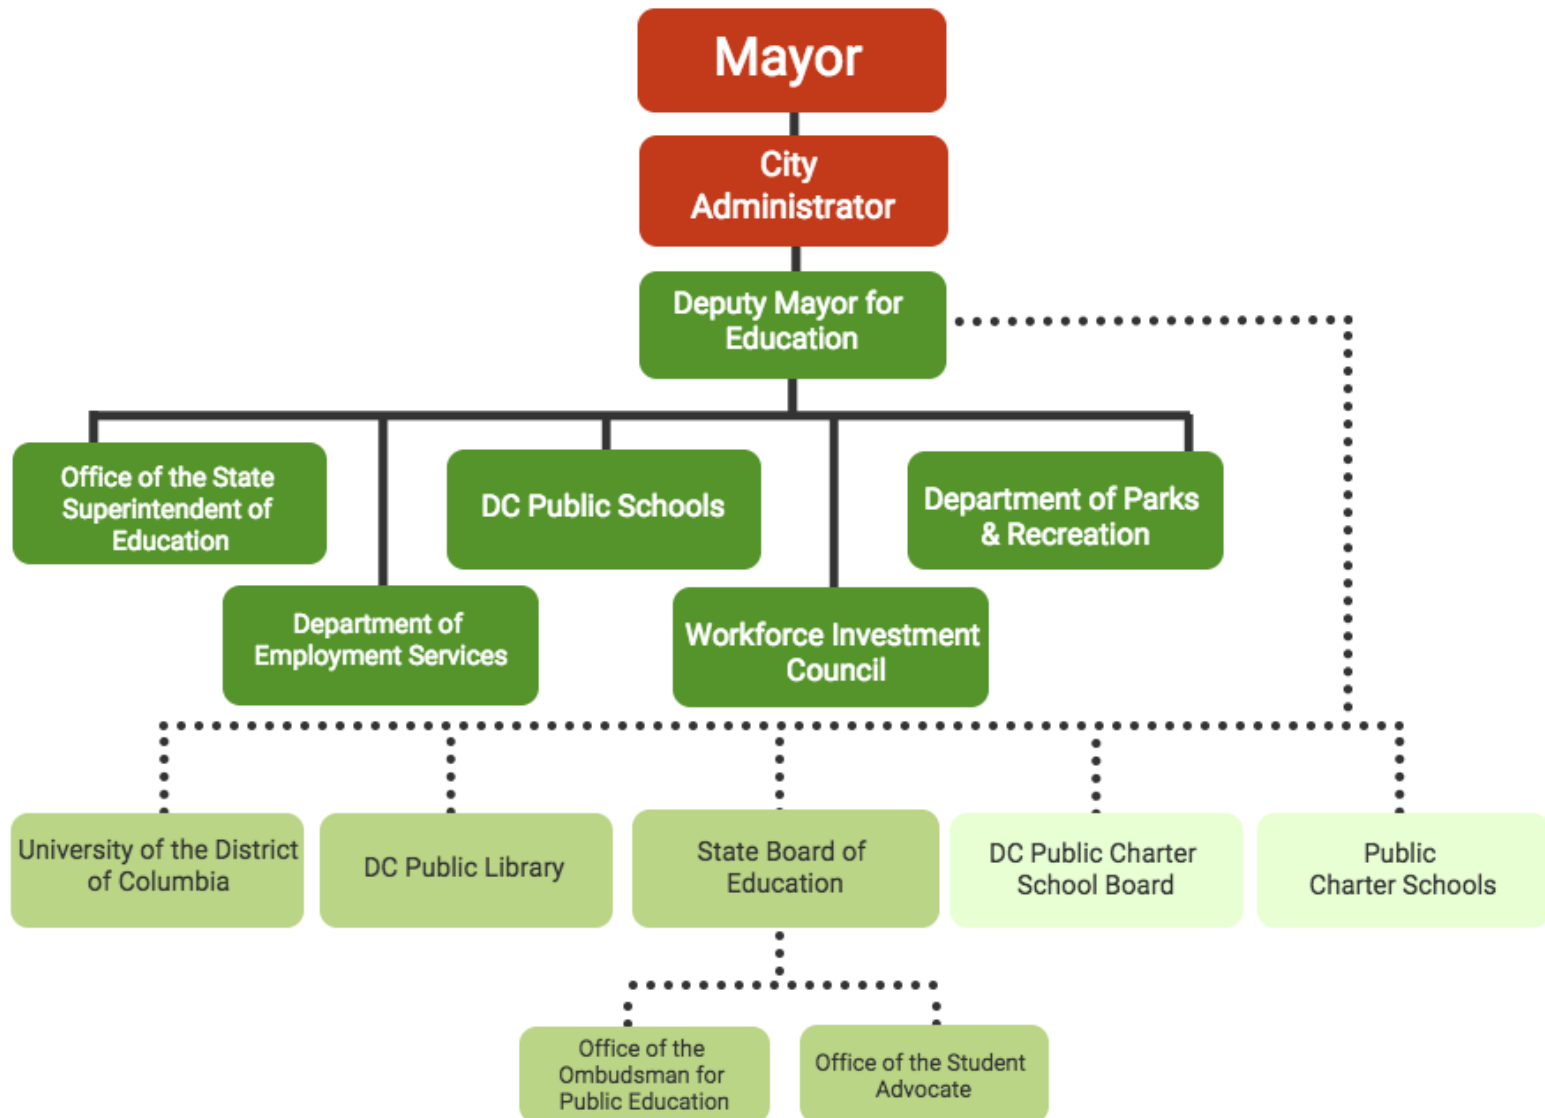 Mayor
City
Administrator
Deputy Mayor for
Education
Office of the State
Superintendent of
Education
DC Public Schools
Department of Parks
& Recreation
Department of
Employment Services
Workforce Investment
Council
University of the District
of Columbia
DC Public Library
State Board of
Education
DC Public Charter
School Board
Public
Charter Schools
Office of the
Ombudsman for
Public Education
Office of the Student
Advocate